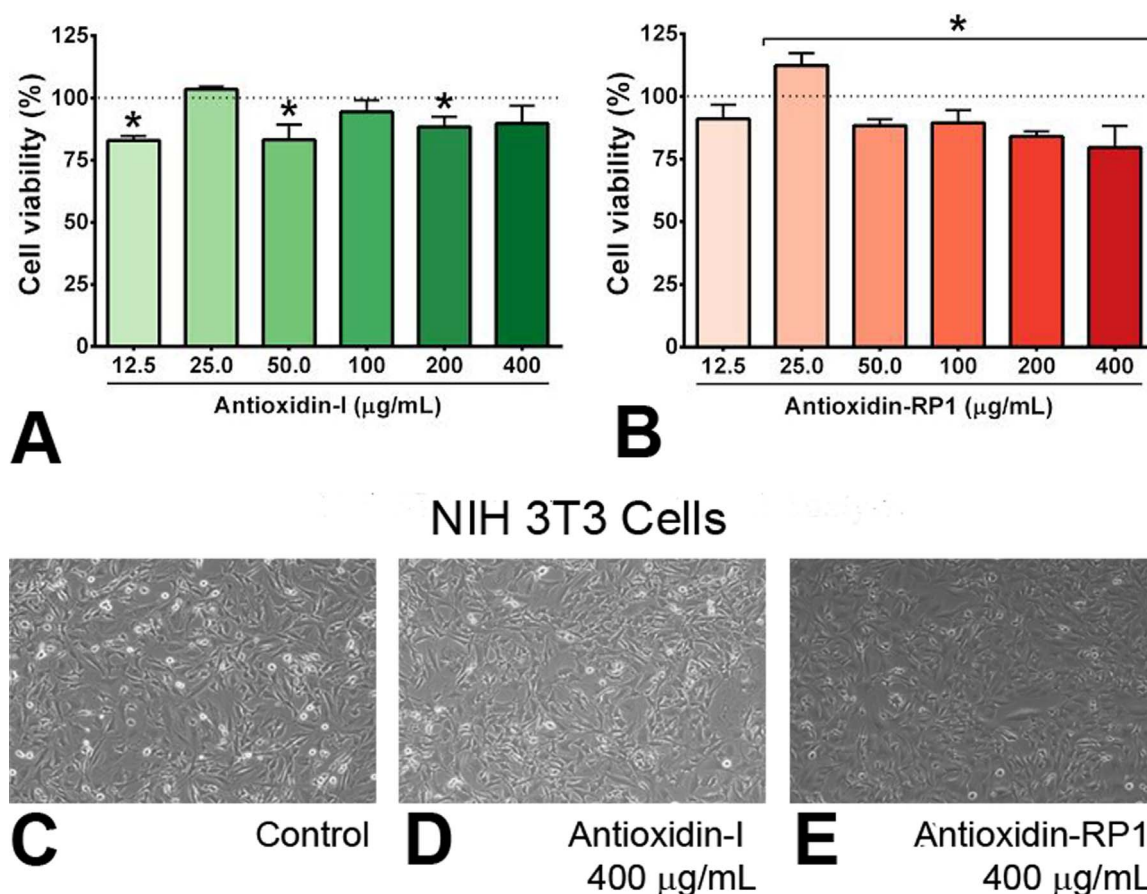 125
100
75
50
25
0
Cell viability (%)
*
*
*
12.5 25.0 50.0 100 200 400
Antioxidin-I (μg/mL)
A
125
100
75
50
25
0
Cell viability (%)
*
12.5 25.0 50.0 100 200 400
Antioxidin-RP1 (μg/mL)
B
NIH 3T3 Cells
C
Control
D
Antioxidin-I
400 μg/mL
E
Antioxidin-RP1
400 μg/mL